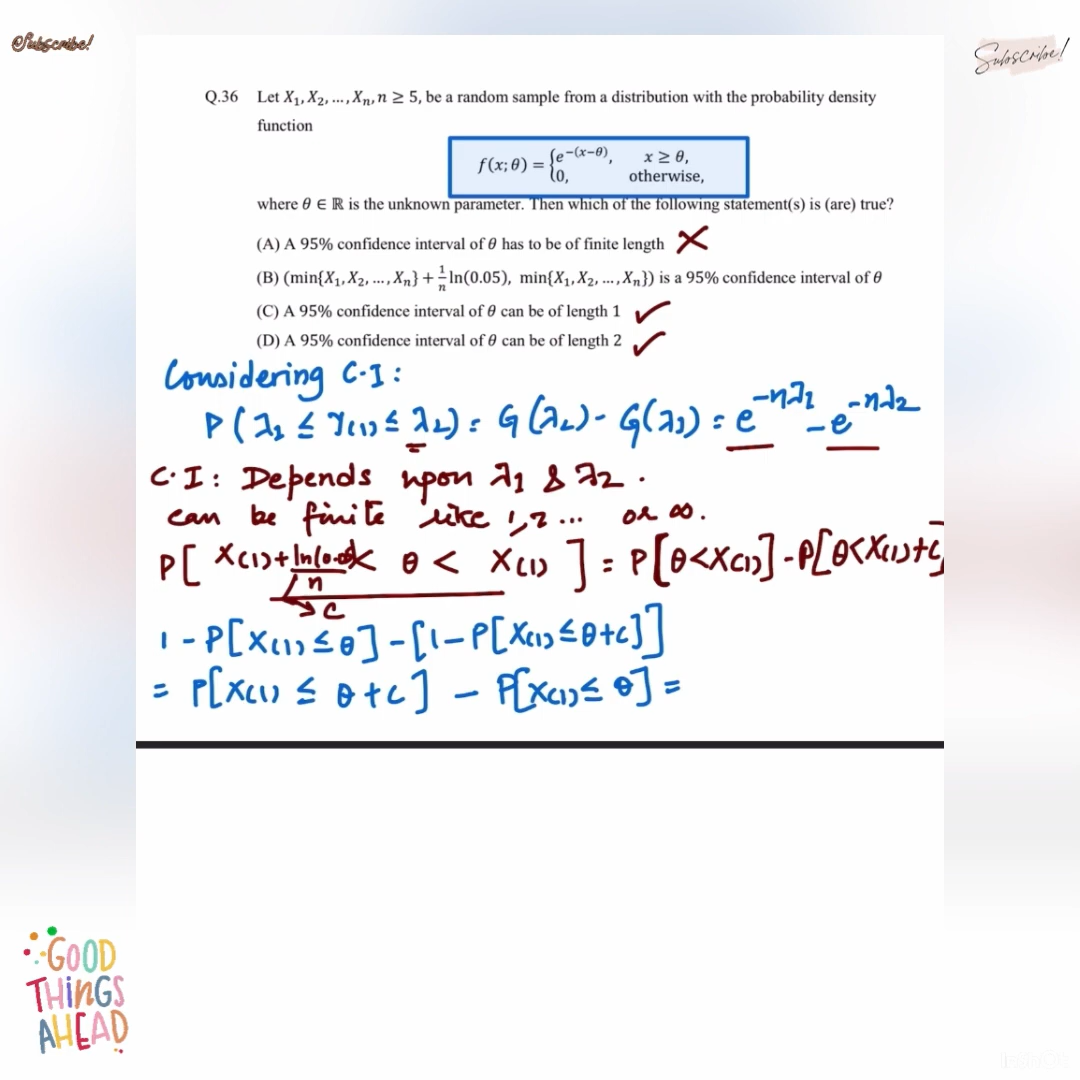 @Subscribe!
Subscribe!
Q.36 Let X₁, X₂, ..., Xₙ, n ≥ 5, be a random sample from a distribution with the probability density
function
f(x; θ) = {e^{−(x−θ)}, x ≥ θ,
0, otherwise,
where θ ∈ ℝ is the unknown parameter. Then which of the following statement(s) is (are) true?
(A) A 95% confidence interval of θ has to be of finite length ✗
(B) (min{X₁, X₂, ..., Xₙ} + 1/n ln(0.05), min{X₁, X₂, ..., Xₙ}) is a 95% confidence interval of θ
(C) A 95% confidence interval of θ can be of length 1 ✓
(D) A 95% confidence interval of θ can be of length 2 ✓
Considering C.I :
P(λ₁ ≤ Y₍₁₎ ≤ λ₂) = G(λ₂) - G(λ₁) = e^{-nλ₁} - e^{-nλ₂}
C.I : Depends upon λ₁ & λ₂ .
can be finite like 1, 2 ... or ∞.
P[ X₍₁₎ + ln(0.05)/n < θ < X₍₁₎ ] = P[θ < X₍₁₎] - P[θ < X₍₁₎ + C]
→ C
1 - P[X₍₁₎ ≤ θ] - [1 - P[X₍₁₎ ≤ θ + C]]
= P[X₍₁₎ ≤ θ + C] - P[X₍₁₎ ≤ θ] =
GOOD
THINGS
AHEAD